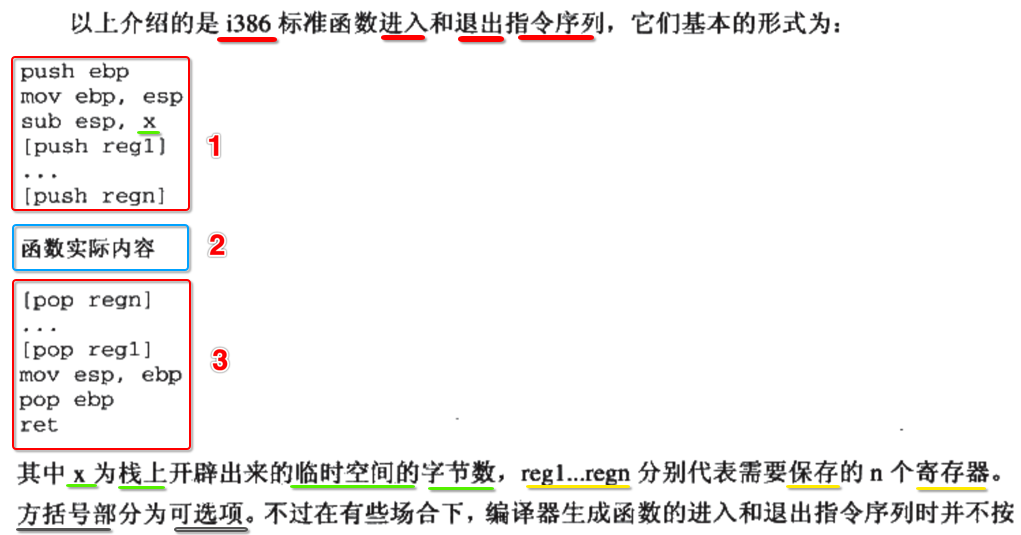 以上介绍的是 i386 标准函数进入和退出指令序列，它们基本的形式为：
push ebp
mov ebp, esp
sub esp, x
[push reg1]
...
[push regn]
1
函数实际内容
2
[pop regn]
...
[pop reg1]
mov esp, ebp
pop ebp
ret
3
其中 x 为栈上开辟出来的临时空间的字节数，reg1...regn 分别代表需要保存的 n 个寄存器。
方括号部分为可选项。不过在有些场合下，编译器生成函数的进入和退出指令序列时并不按